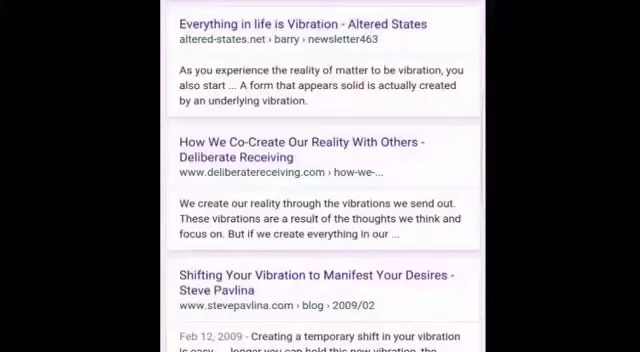 Everything in life is Vibration - Altered States
altered-states.net › barry › newsletter463
As you experience the reality of matter to be vibration, you
also start ... A form that appears solid is actually created
by an underlying vibration.
How We Co-Create Our Reality With Others -
Deliberate Receiving
www.deliberatereceiving.com › how-we-...
We create our reality through the vibrations we send out.
These vibrations are a result of the thoughts we think and
focus on. But if we create everything in our ...
Shifting Your Vibration to Manifest Your Desires -
Steve Pavlina
www.stevepavlina.com › blog › 2009/02
Feb 12, 2009 - Creating a temporary shift in your vibration
is easy ... longer you can hold this new vibration, the